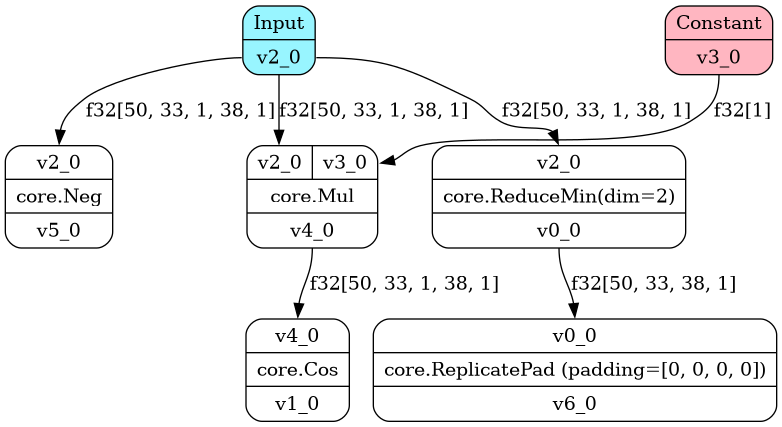 Input
v2_0
Constant
v3_0
f32[50, 33, 1, 38, 1]
f32[50, 33, 1, 38, 1]
f32[50, 33, 1, 38, 1]
f32[1]
v2_0
core.Neg
v5_0
v2_0 v3_0
core.Mul
v4_0
v2_0
core.ReduceMin(dim=2)
v0_0
f32[50, 33, 1, 38, 1]
f32[50, 33, 38, 1]
v4_0
core.Cos
v1_0
v0_0
core.ReplicatePad (padding=[0, 0, 0, 0])
v6_0